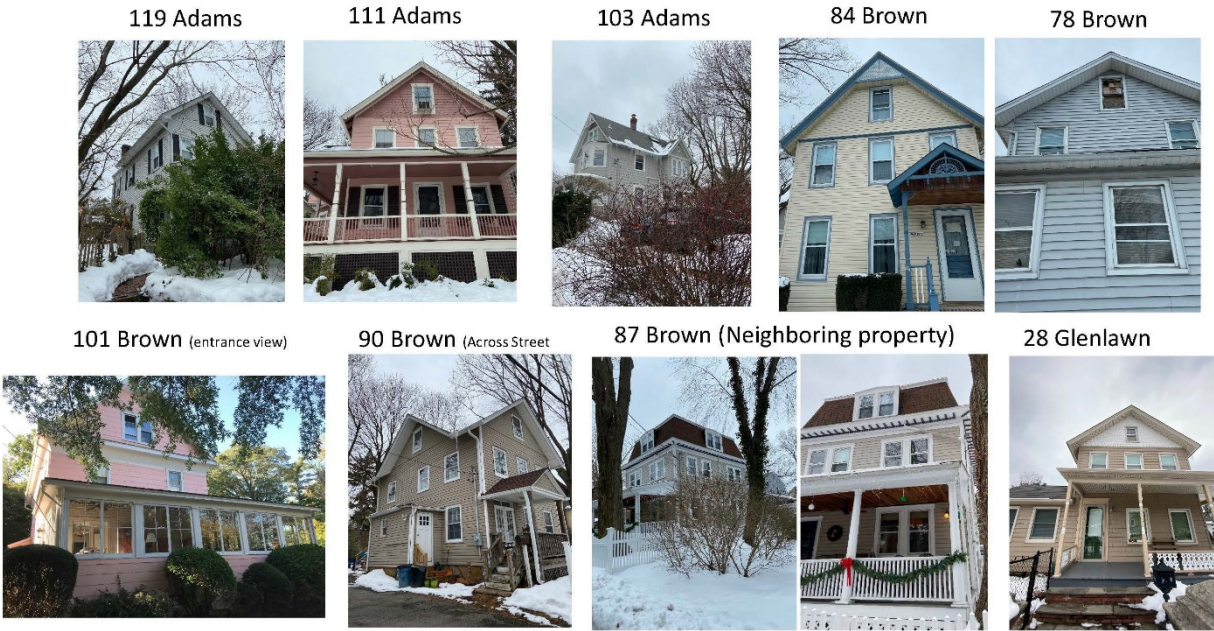 119 Adams
111 Adams
103 Adams
84 Brown
78 Brown
101 Brown (entrance view)
90 Brown (Across Street
87 Brown (Neighboring property)
28 Glenlawn